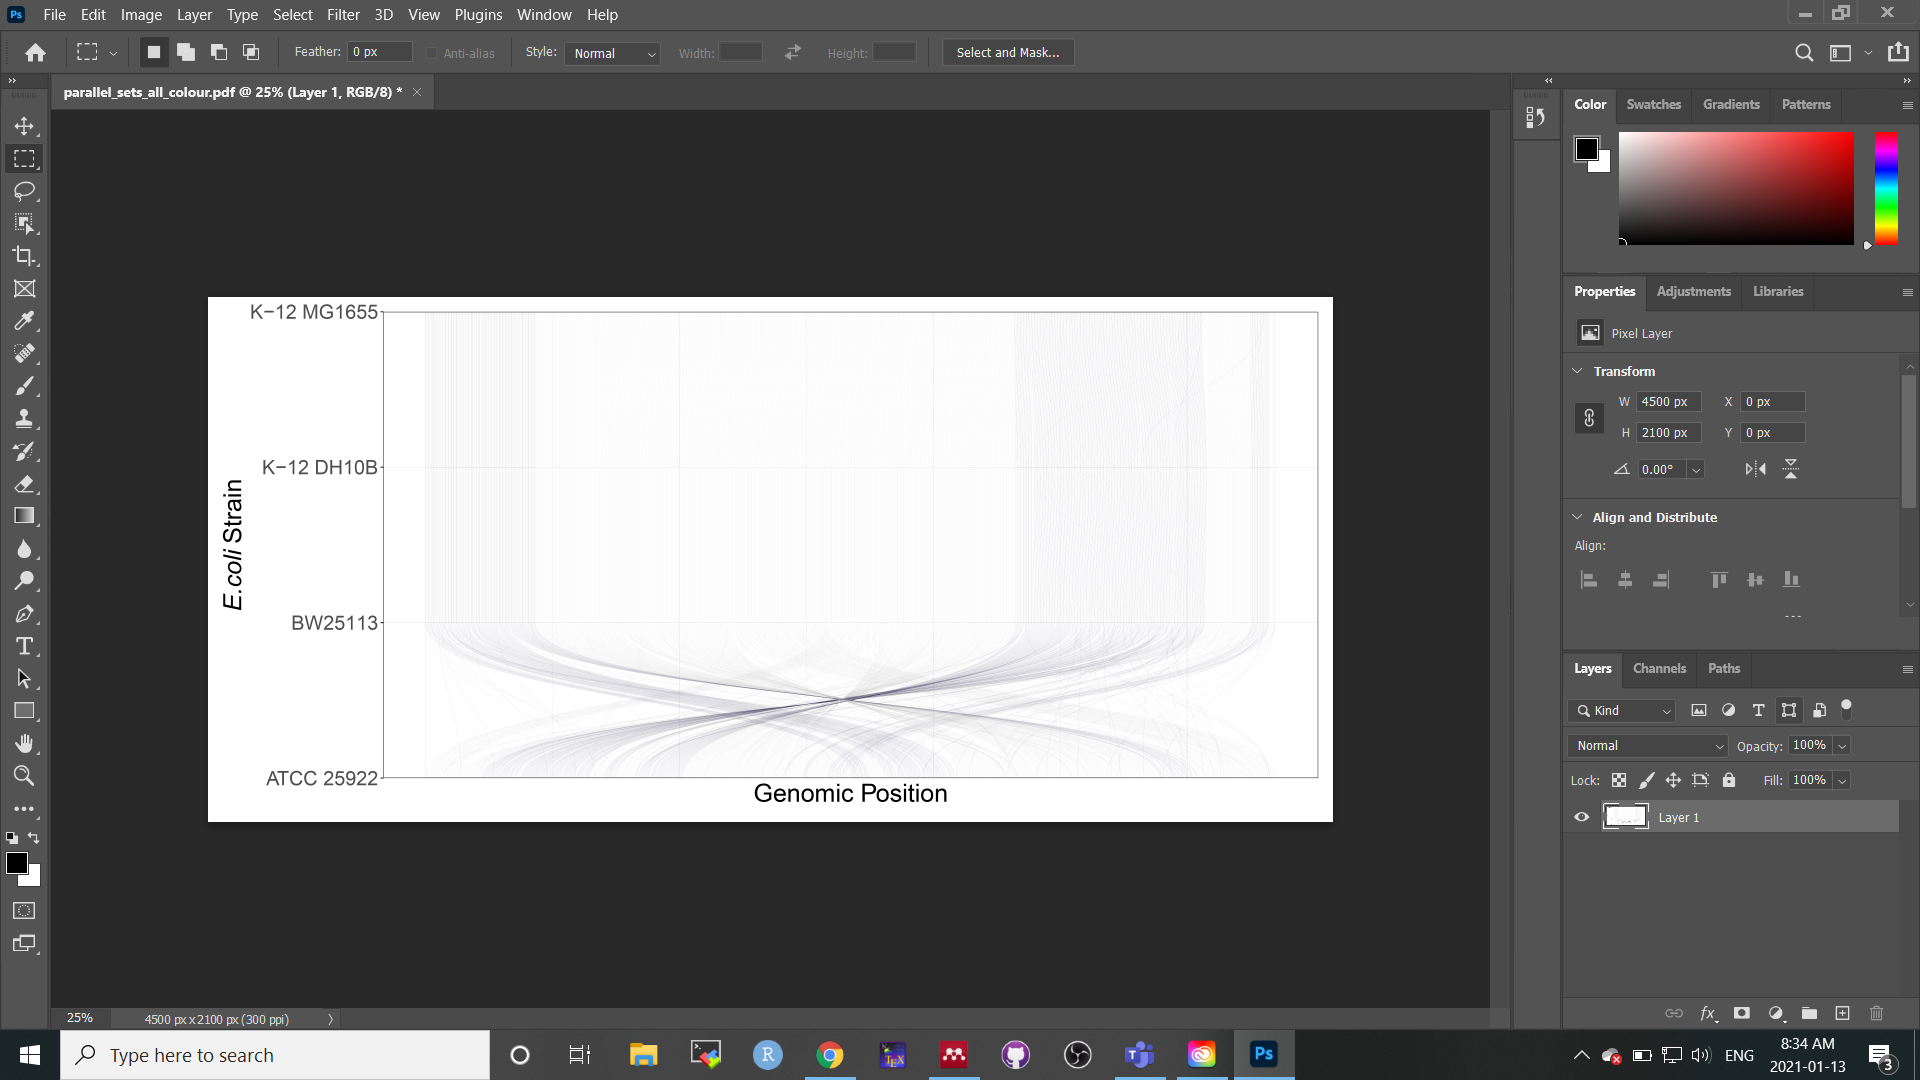 Ps File Edit Image Layer Type Select Filter 3D View Plugins Window Help
Feather: 0 px Anti-alias Style: Normal Width: Height: Select and Mask...
parallel_sets_all_colour.pdf @ 25% (Layer 1, RGB/8) *
K−12 MG1655
K−12 DH10B
BW25113
ATCC 25922
E.coli Strain
Genomic Position
25% 4500 px x 2100 px (300 ppi)
Color Swatches Gradients Patterns
Properties Adjustments Libraries
Pixel Layer
Transform
W 4500 px X 0 px
H 2100 px Y 0 px
0.00°
Align and Distribute
Align:
Layers Channels Paths
Kind
Normal Opacity: 100%
Lock: Fill: 100%
Layer 1
fx
Type here to search
R
TEX
Ps
ENG
8:34 AM
2021-01-13
3